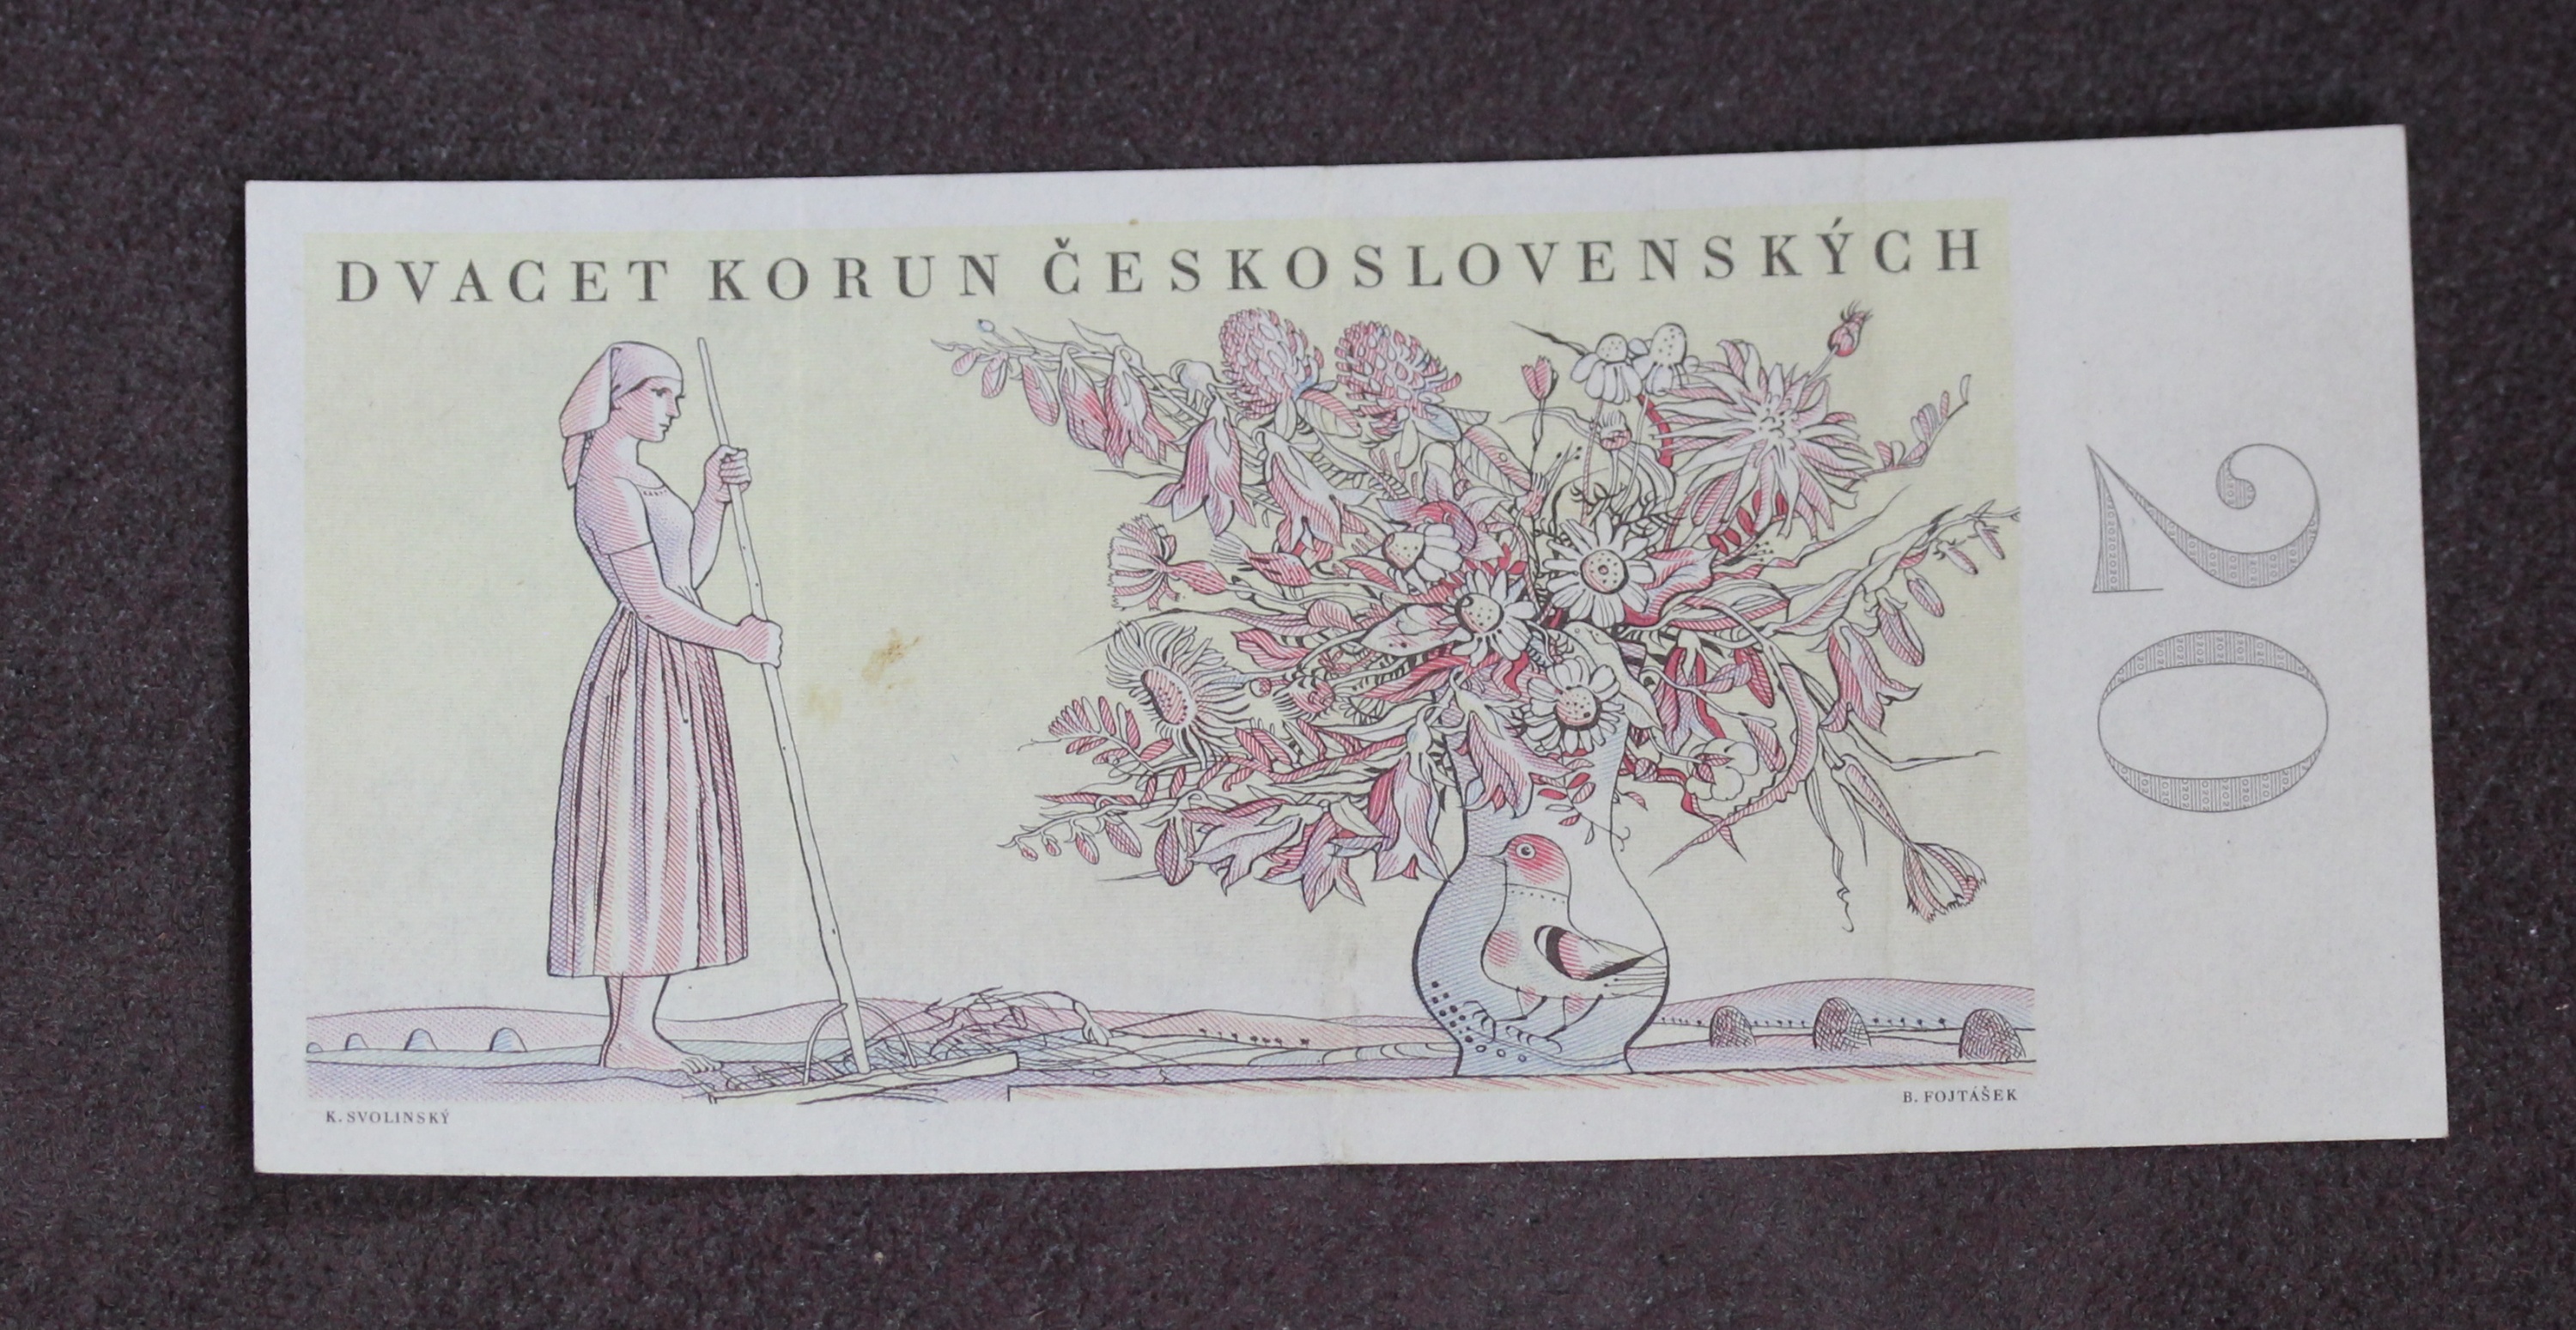 DVACET KORUN ČESKOSLOVENSKÝCH
20
K. SVOLINSKÝ
B. FOJTÁŠEK